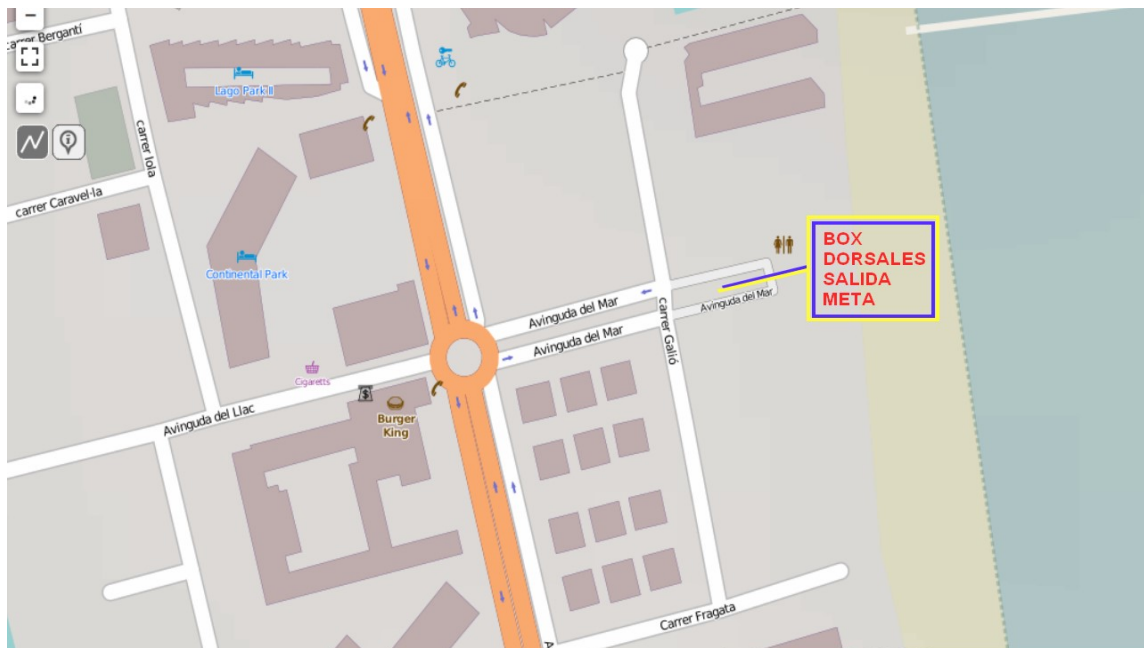 carrer Bergantí
Lago Park II
carrer Iola
carrer Caravel·la
Continental Park
BOX
DORSALES
SALIDA
META
Avinguda del Mar
Avinguda del Mar
Avinguda del Mar
carrer Galió
Cigaretts
$
Burger
King
Avinguda del Llac
Carrer Fragata
A